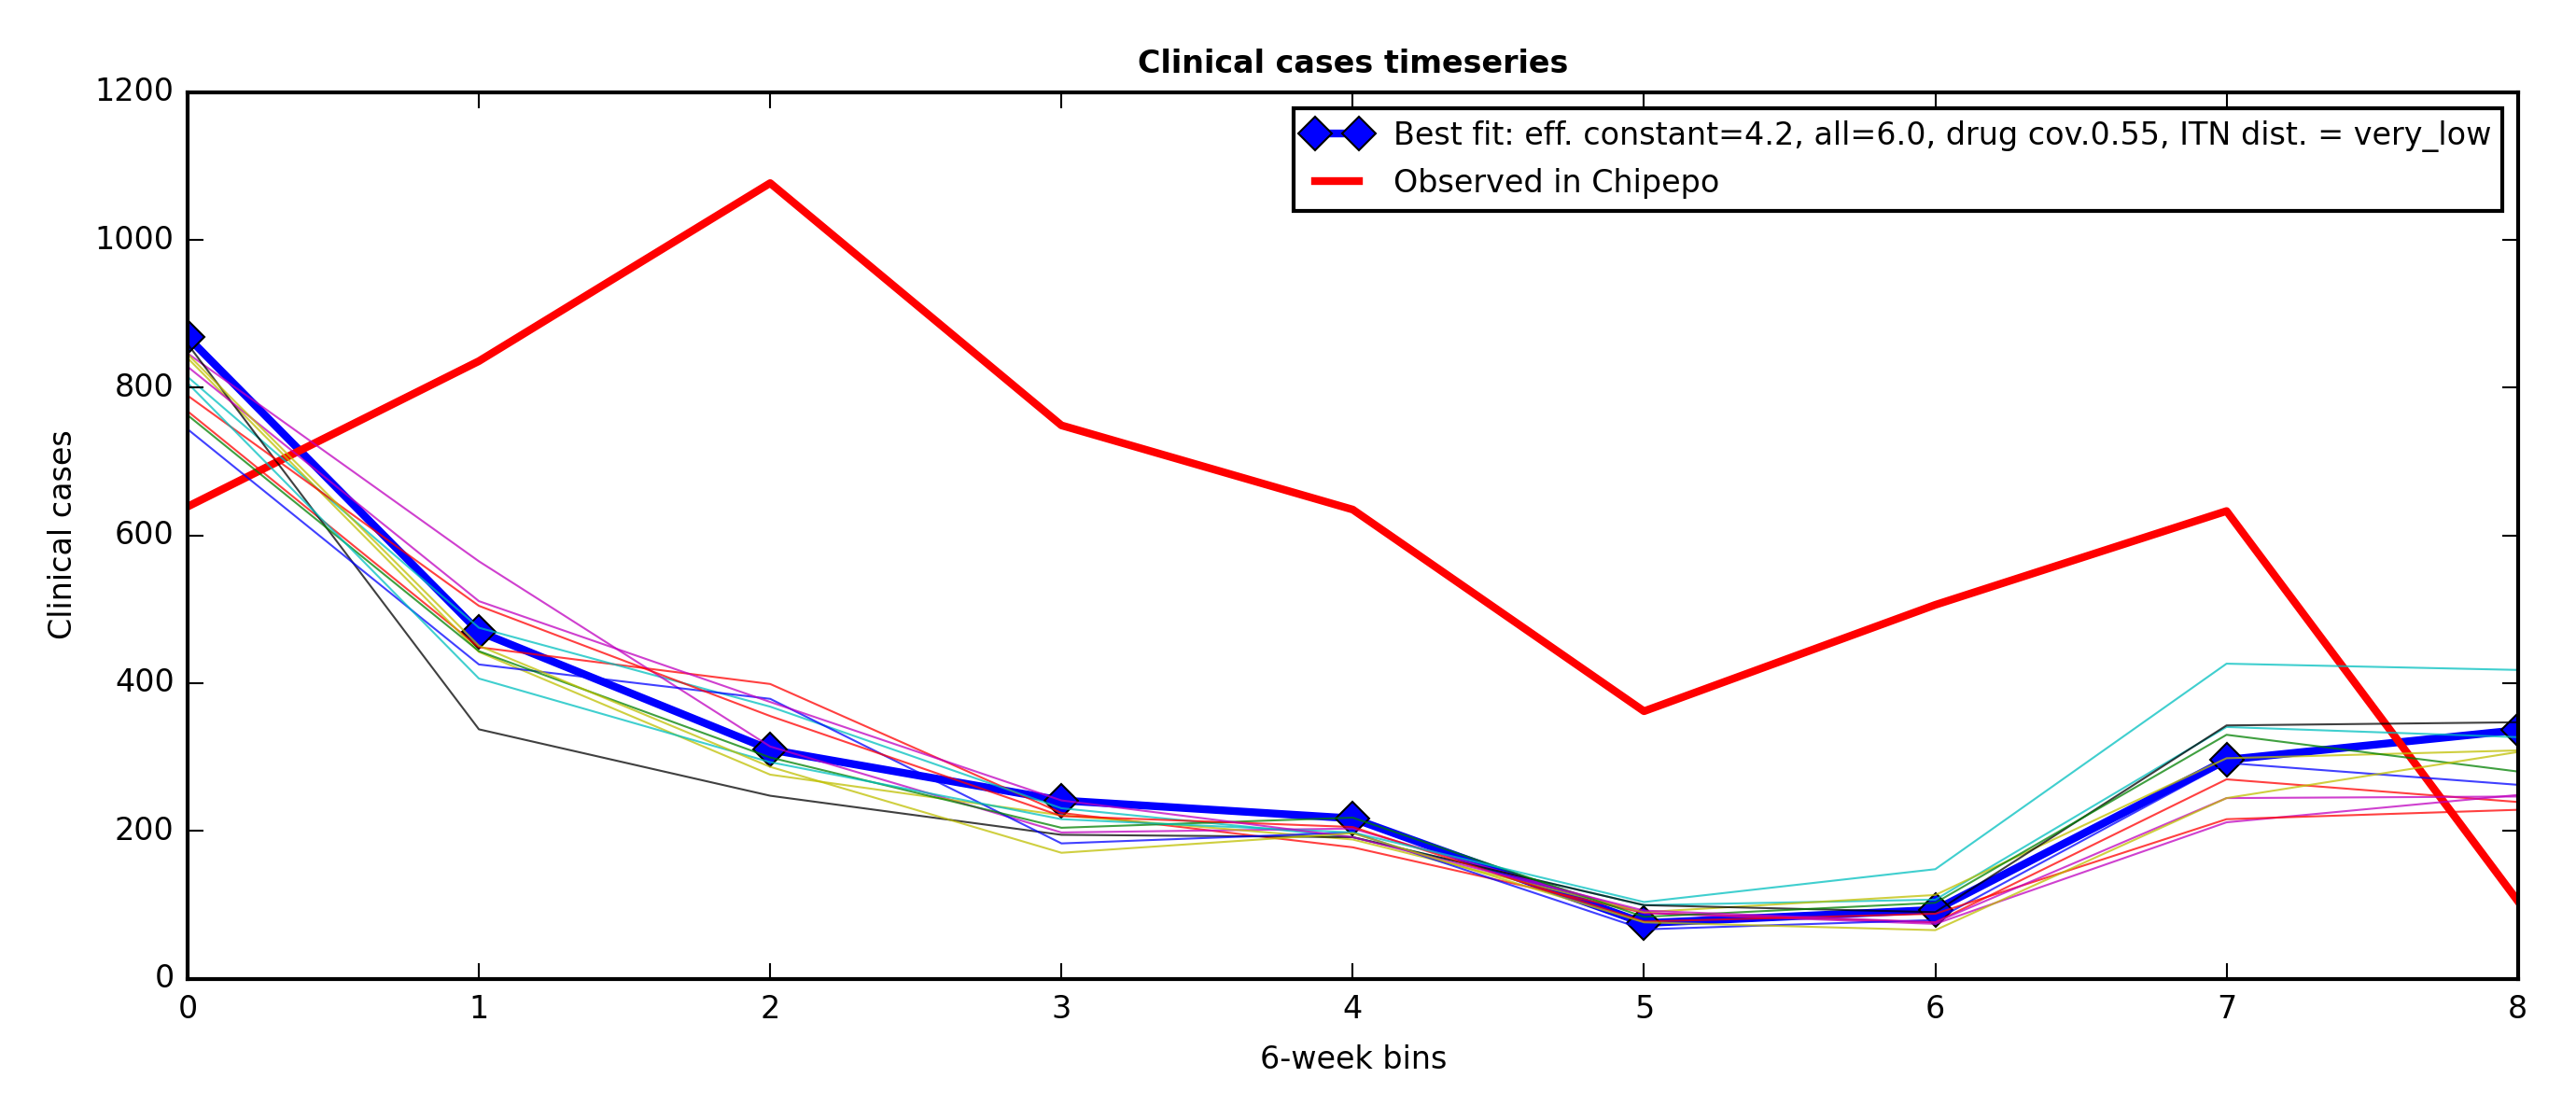 Clinical cases timeseries
Best fit: eff. constant=4.2, all=6.0, drug cov.0.55, ITN dist. = very_low
Observed in Chipepo
Clinical cases
1200
1000
800
600
400
200
0
0 1 2 3 4 5 6 7 8
6-week bins